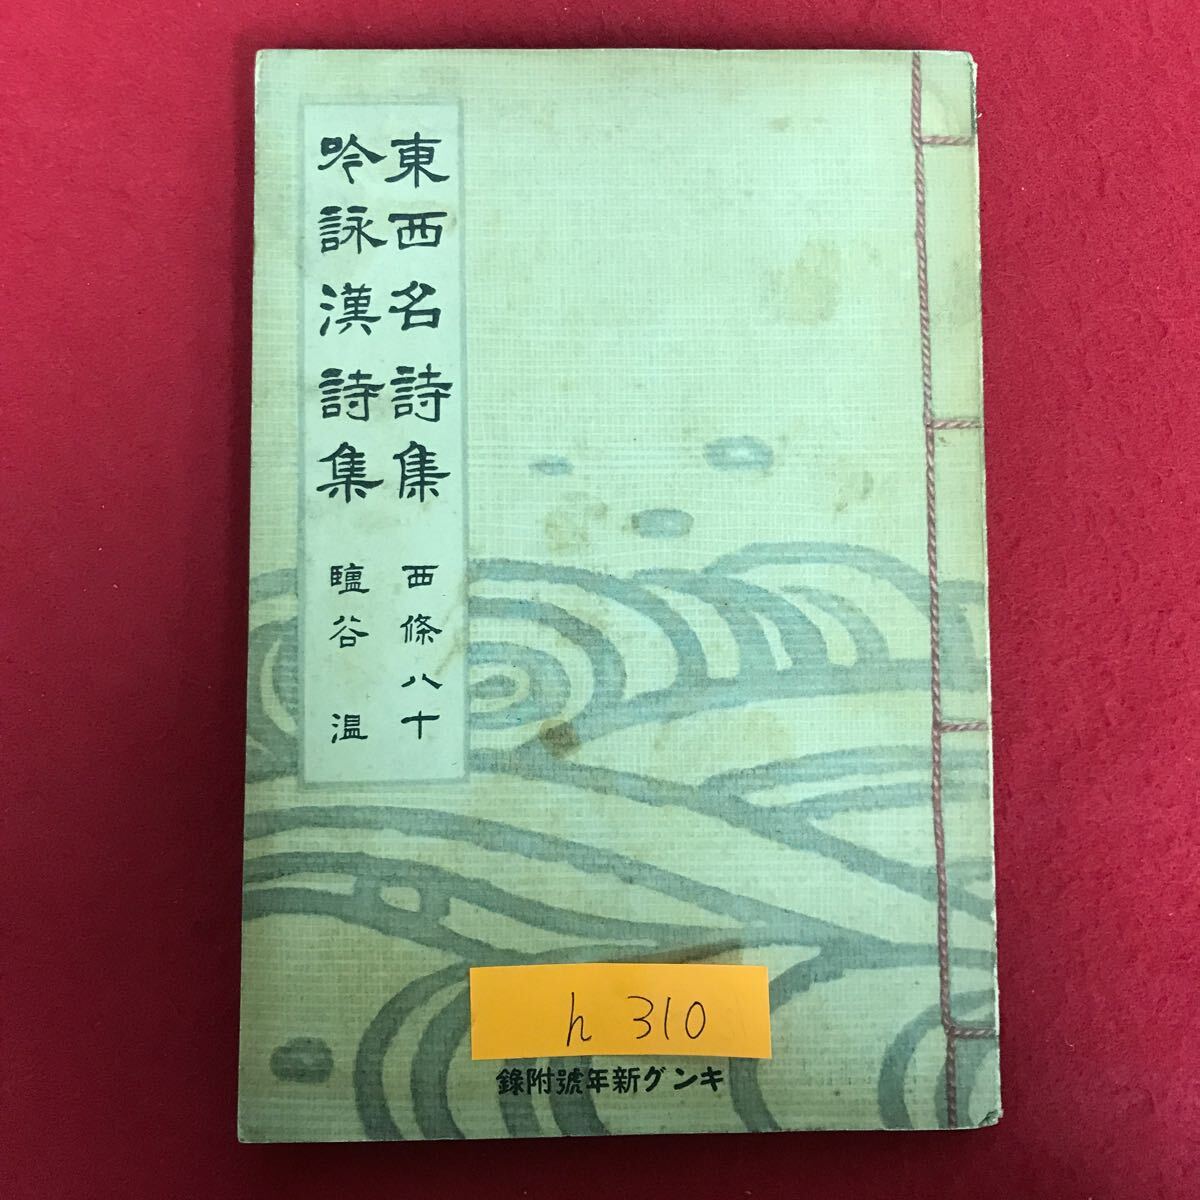 東西名詩集 西條八十
吟詠漢詩集 鹽谷 温
h 310
キング新年號附錄